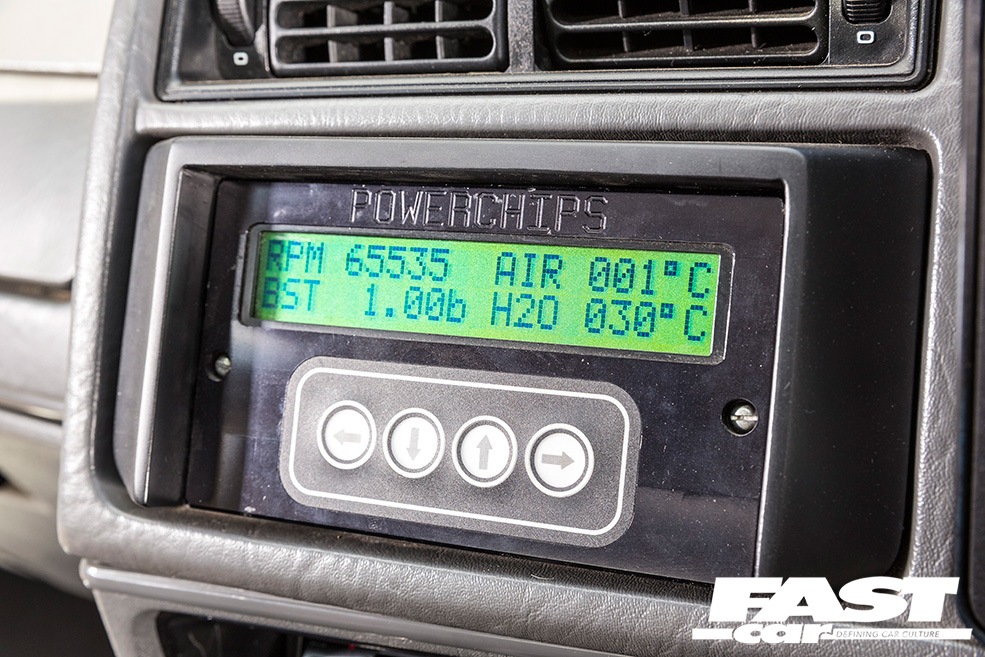 POWERCHIPS
RPM 65535 AIR 001°C
BST 1.00b H2O 030°C
FAST
car DEFINING CAR CULTURE